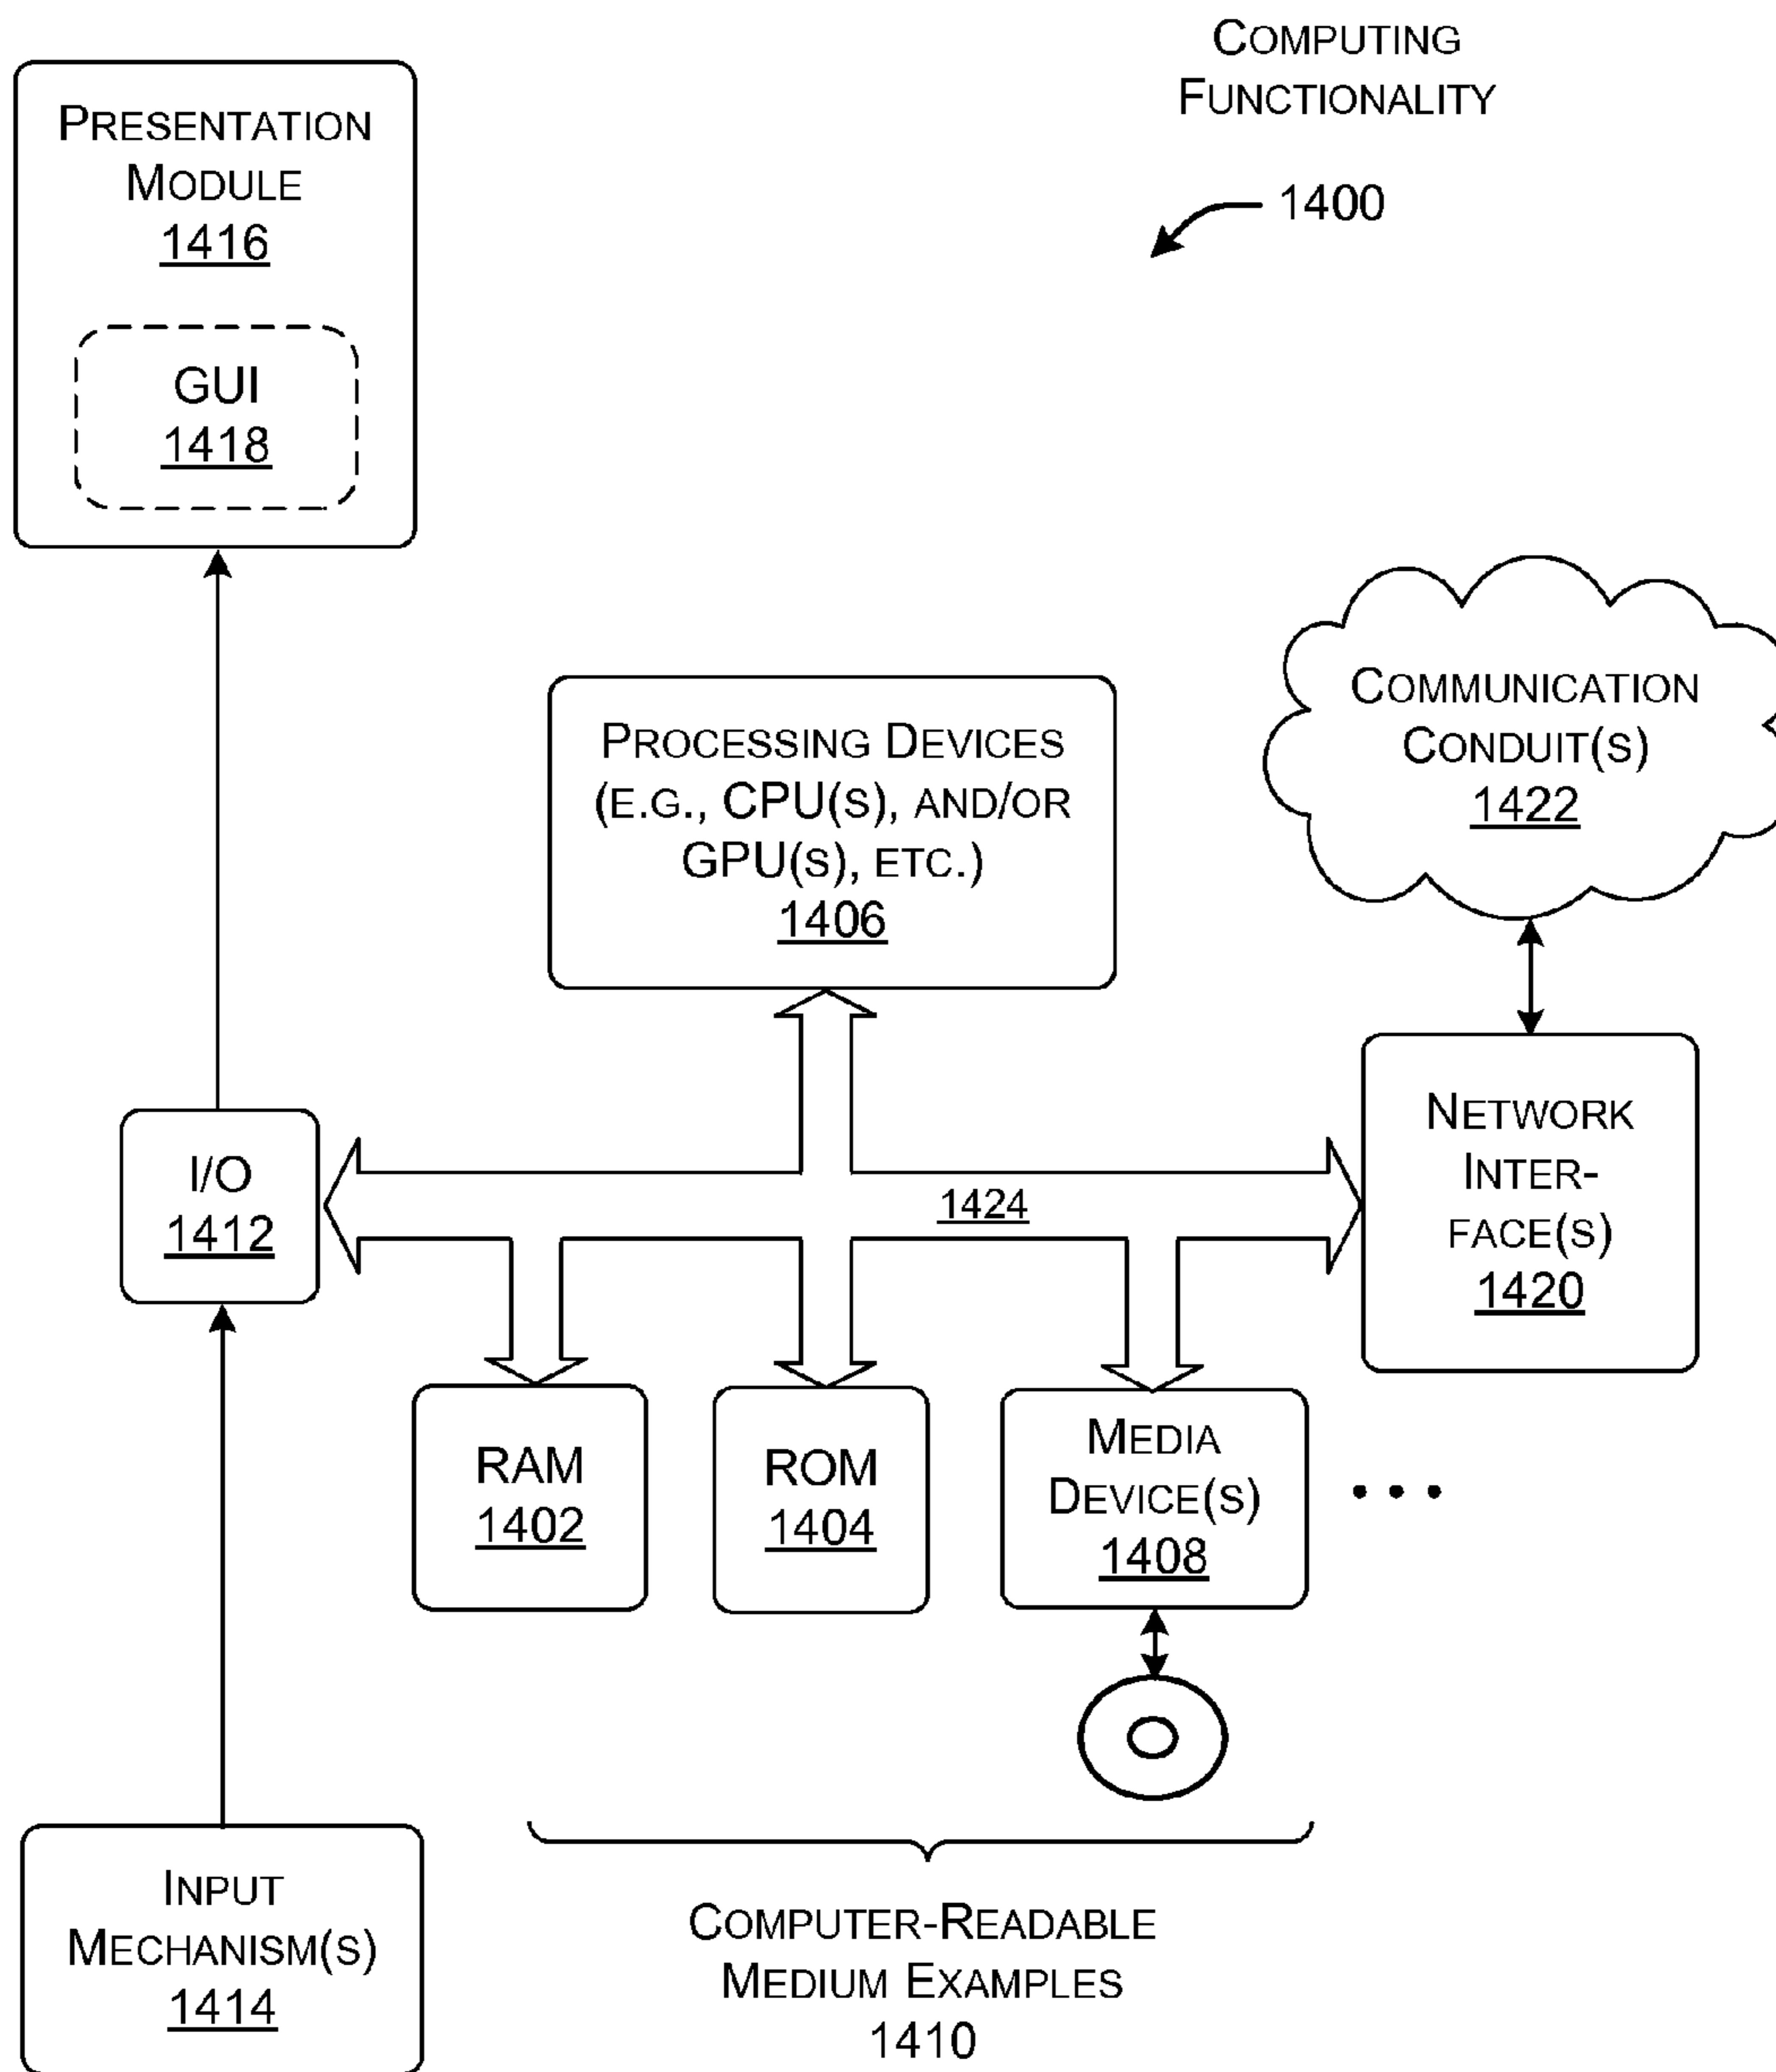 COMPUTING
FUNCTIONALITY
1400
PRESENTATION
MODULE
1416
GUI
1418
COMMUNICATION
CONDUIT(S)
1422
PROCESSING DEVICES
(E.G., CPU(S), AND/OR
GPU(S), ETC.)
1406
NETWORK
INTER-
FACE(S)
1420
I/O
1412
1424
RAM
1402
ROM
1404
MEDIA
DEVICE(S)
1408
• • •
INPUT
MECHANISM(S)
1414
COMPUTER-READABLE
MEDIUM EXAMPLES
1410